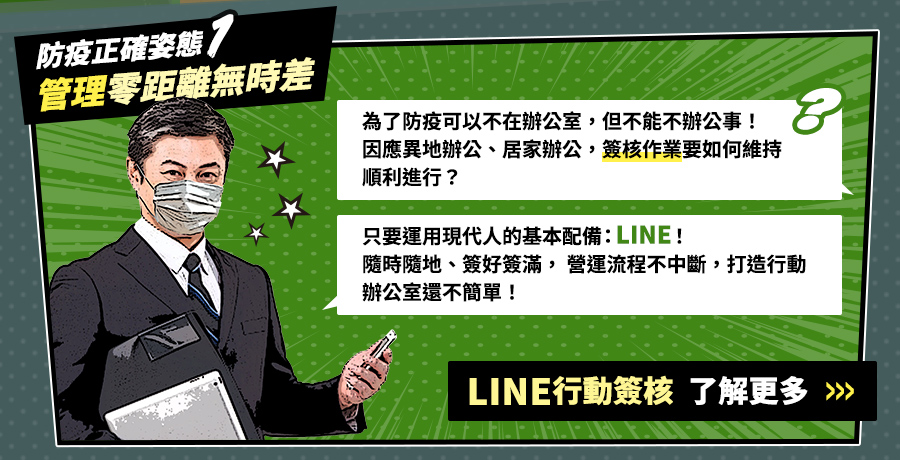 防疫正確姿態1
管理零距離無時差
為了防疫可以不在辦公室，但不能不辦公事！
因應異地辦公、居家辦公，簽核作業要如何維持
順利進行？
?
只要運用現代人的基本配備：LINE！
隨時隨地、簽好簽滿， 營運流程不中斷，打造行動
辦公室還不簡單！
LINE行動簽核 了解更多 >>>